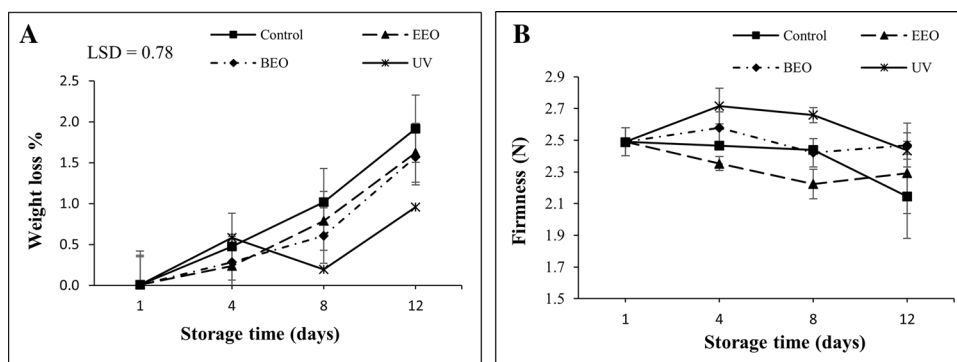 A
LSD = 0.78
Control
EEO
BEO
UV
Weight loss %
2.5
2.0
1.5
1.0
0.5
0.0
1 4 8 12
Storage time (days)
B
Control
EEO
BEO
UV
Firmness (N)
2.9
2.7
2.5
2.3
2.1
1.9
1.7
1.5
1 4 8 12
Storage time (days)